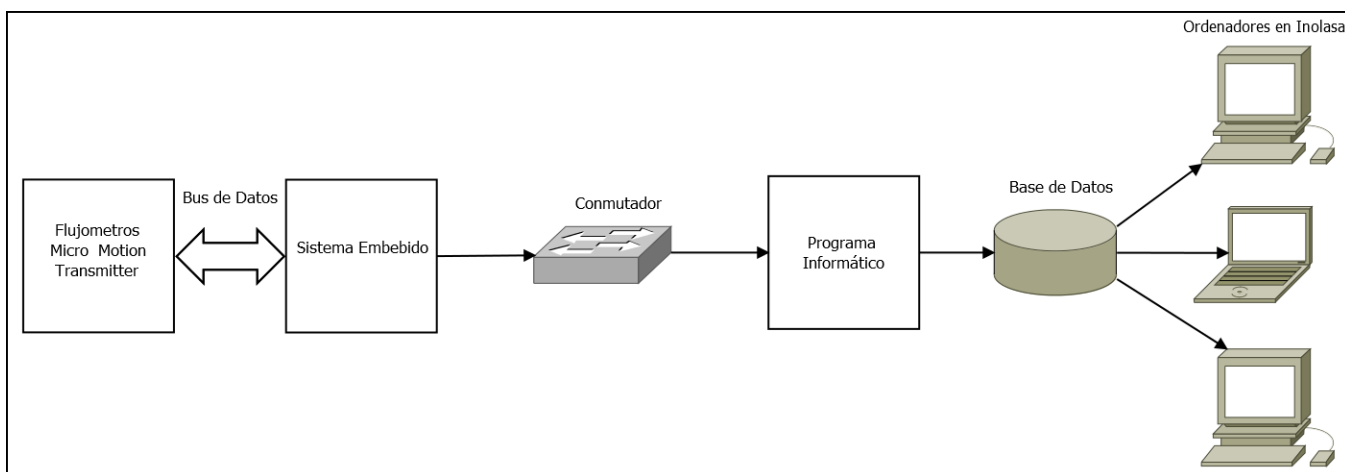 Ordenadores en Inolasa
Flujometros
Micro Motion
Transmitter
Bus de Datos
Sistema Embebido
Conmutador
Programa
Informático
Base de Datos